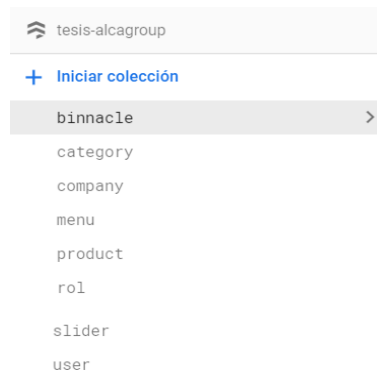 tesis-alcagroup
Iniciar colección
binnacle
category
company
menu
product
rol
slider
user